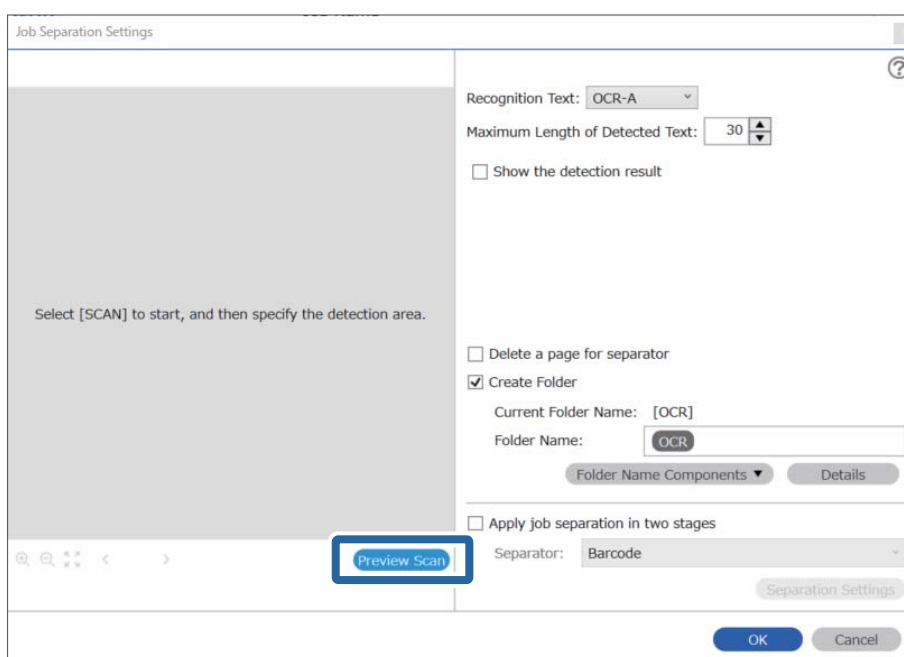 Job Separation Settings
?
Recognition Text: OCR-A
Maximum Length of Detected Text: 30
Show the detection result
Select [SCAN] to start, and then specify the detection area.
Delete a page for separator
Create Folder
Current Folder Name: [OCR]
Folder Name: OCR
Folder Name Components ▼ Details
Apply job separation in two stages
Preview Scan
Separator: Barcode
Separation Settings
OK Cancel